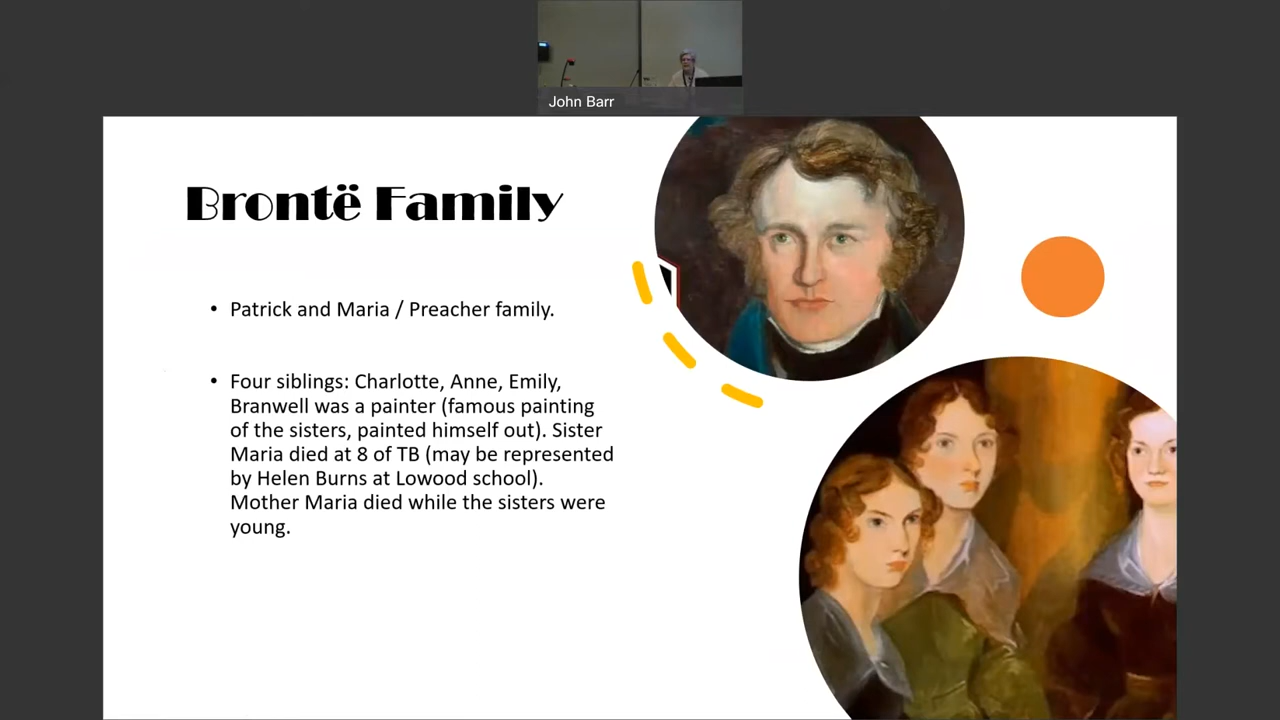 John Barr
Brontë Family
• Patrick and Maria / Preacher family.
• Four siblings: Charlotte, Anne, Emily,
Branwell was a painter (famous painting
of the sisters, painted himself out). Sister
Maria died at 8 of TB (may be represented
by Helen Burns at Lowood school).
Mother Maria died while the sisters were
young.